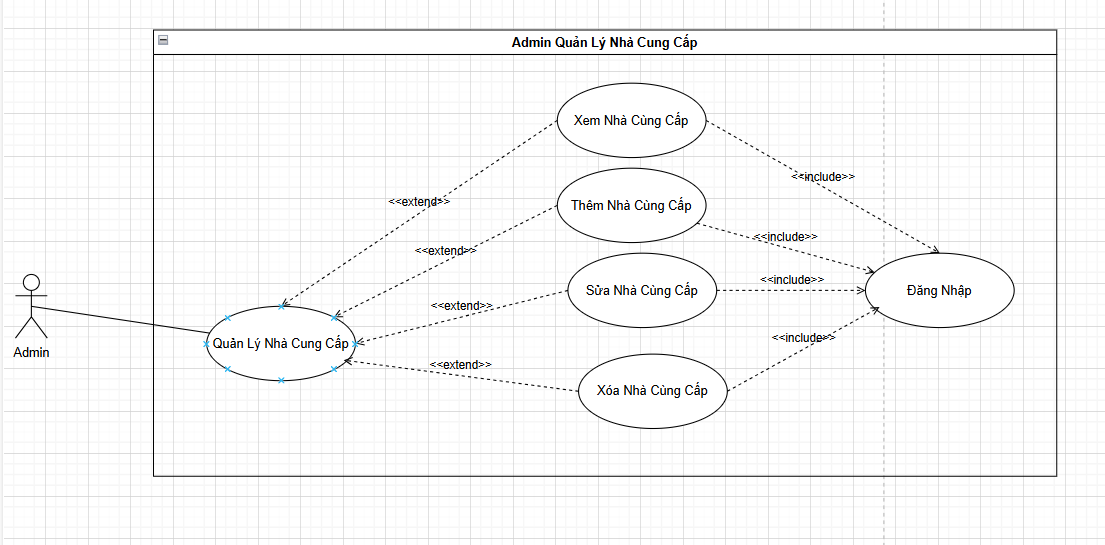 Admin Quản Lý Nhà Cung Cấp
Xem Nhà Cùng Cấp
<<include>>
<<extend>>
Thêm Nhà Cùng Cấp
<<include>>
<<extend>>
Sửa Nhà Cùng Cấp
<<include>>
Đăng Nhập
<<extend>>
Quản Lý Nhà Cung Cấp
<<include>>
Admin
<<extend>>
Xóa Nhà Cùng Cấp